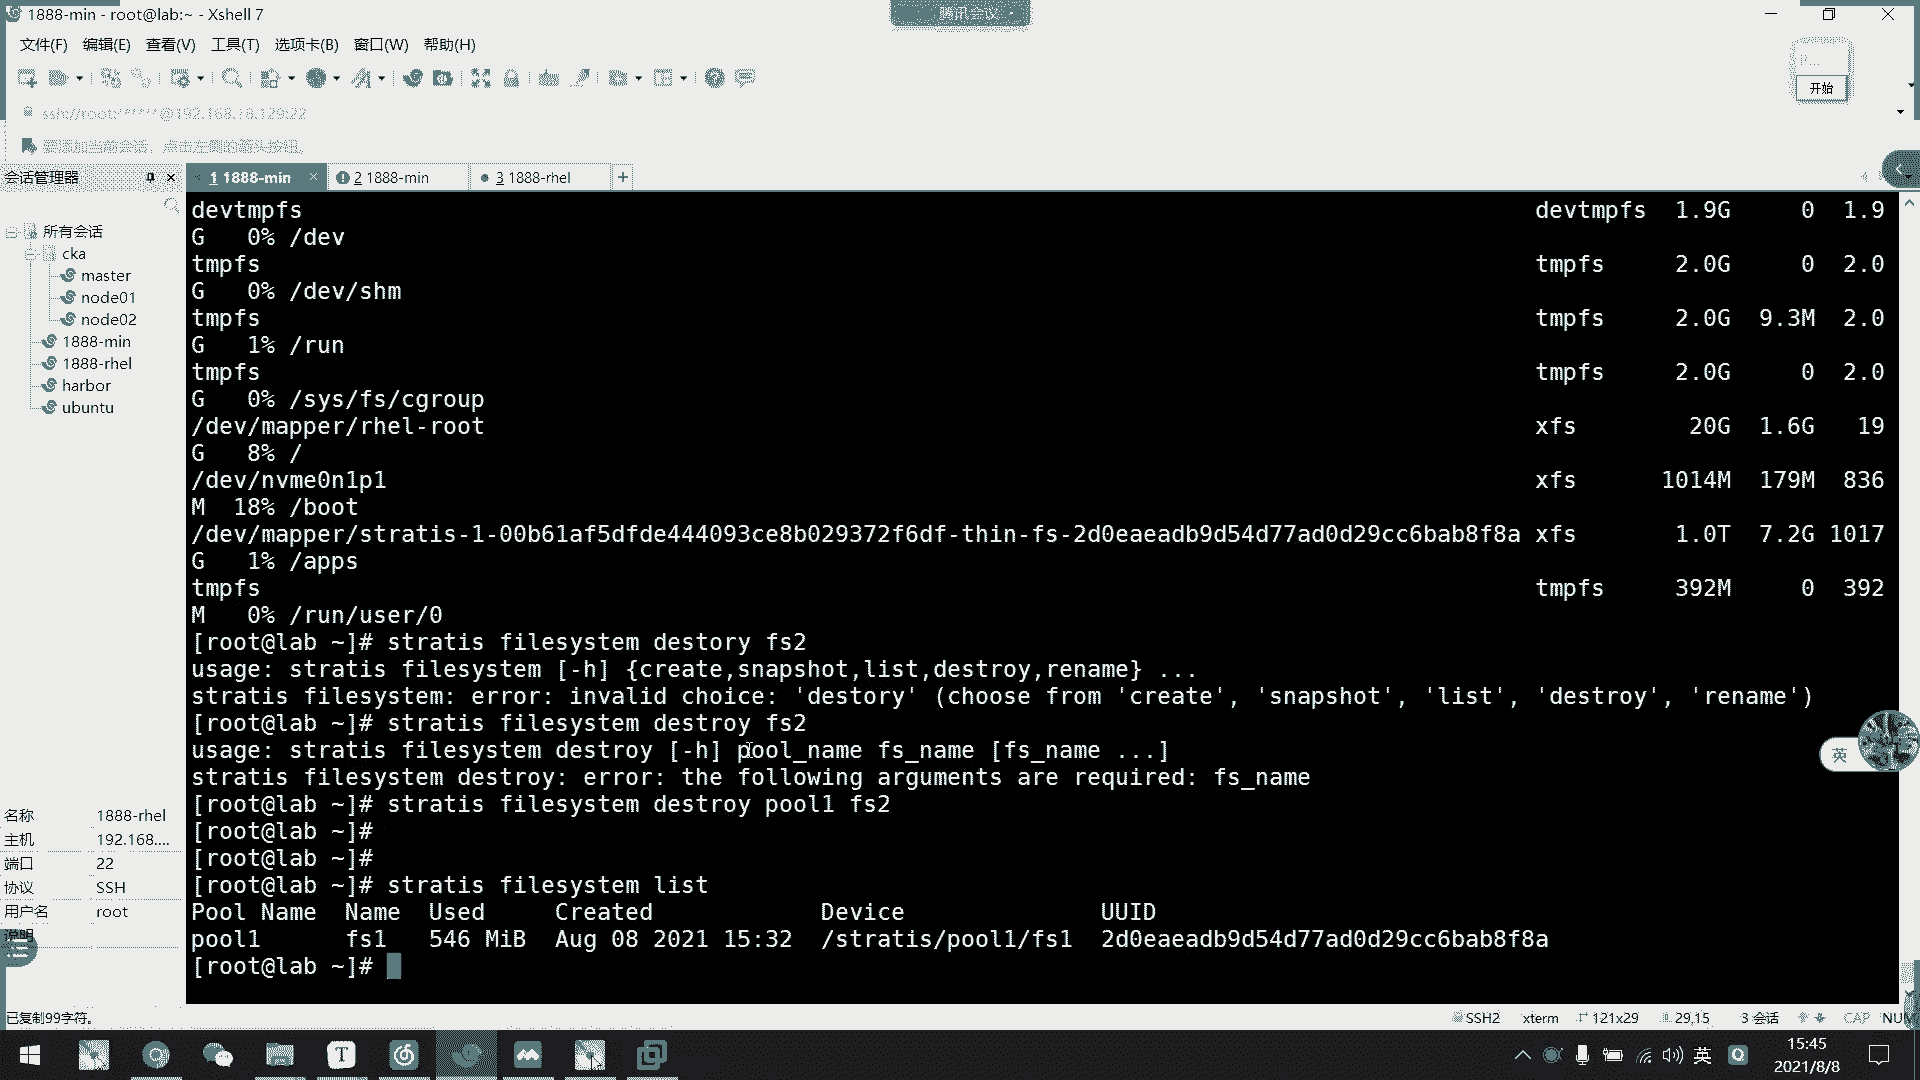 1888-min - root@lab:~ - Xshell 7
腾讯会议
文件(F) 编辑(E) 查看(V) 工具(T) 选项卡(B) 窗口(W) 帮助(H)
开始
ssh://root:******@192.168.18.129:22
要添加当前会话，点击左侧的箭头按钮。
会话管理器
1 1888-min
2 1888-min
3 1888-rhel
所有会话
cka
master
node01
node02
1888-min
1888-rhel
harbor
ubuntu
名称 1888-rhel
主机 192.168....
端口 22
协议 SSH
用户名 root
说明
devtmpfs devtmpfs 1.9G 0 1.9
G 0% /dev
tmpfs tmpfs 2.0G 0 2.0
G 0% /dev/shm
tmpfs tmpfs 2.0G 9.3M 2.0
G 1% /run
tmpfs tmpfs 2.0G 0 2.0
G 0% /sys/fs/cgroup
/dev/mapper/rhel-root xfs 20G 1.6G 19
G 8% /
/dev/nvme0n1p1 xfs 1014M 179M 836
M 18% /boot
/dev/mapper/stratis-1-00b61af5dfde444093ce8b029372f6df-thin-fs-2d0eaeadb9d54d77ad0d29cc6bab8f8a xfs 1.0T 7.2G 1017
G 1% /apps
tmpfs tmpfs 392M 0 392
M 0% /run/user/0
[root@lab ~]# stratis filesystem destory fs2
usage: stratis filesystem [-h] {create,snapshot,list,destroy,rename} ...
stratis filesystem: error: invalid choice: 'destory' (choose from 'create', 'snapshot', 'list', 'destroy', 'rename')
[root@lab ~]# stratis filesystem destroy fs2
usage: stratis filesystem destroy [-h] pool_name fs_name [fs_name ...]
stratis filesystem destroy: error: the following arguments are required: fs_name
[root@lab ~]# stratis filesystem destroy pool1 fs2
[root@lab ~]#
[root@lab ~]#
[root@lab ~]# stratis filesystem list
Pool Name Name Used Created Device UUID
pool1 fs1 546 MiB Aug 08 2021 15:32 /stratis/pool1/fs1 2d0eaeadb9d54d77ad0d29cc6bab8f8a
[root@lab ~]#
英
已复制99字符。
SSH2 xterm 121x29 29,15 3 会话 CAP NUM
英
15:45
2021/8/8